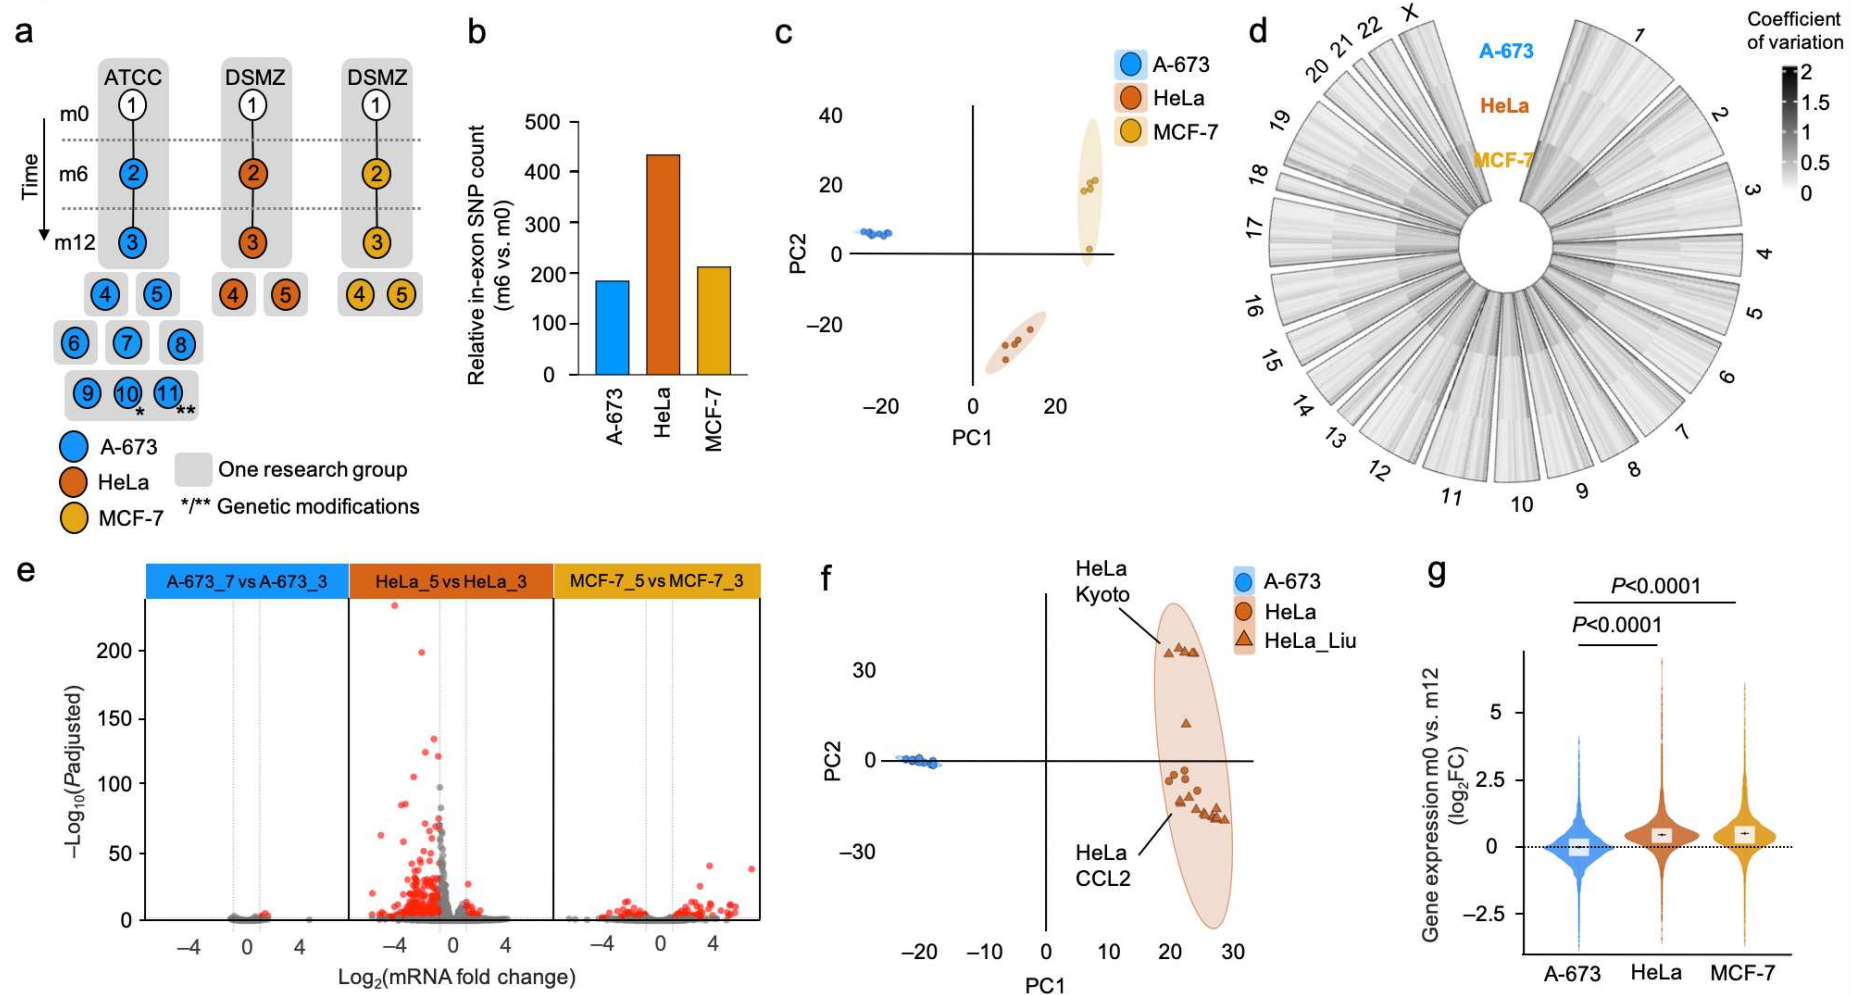 a
ATCC
DSMZ
DSMZ
m0
1
1
1
Time
m6
2
2
2
m12
3
3
3
4
5
4
5
4
5
6
7
8
9
10
*
11
**
A-673
HeLa
MCF-7
One research group
*/** Genetic modifications
b
Relative in-exon SNP count
(m6 vs. m0)
500
400
300
200
100
0
A-673
HeLa
MCF-7
c
A-673
HeLa
MCF-7
PC2
40
20
0
–20
–20
0
20
PC1
d
A-673
HeLa
MCF-7
1
2
3
4
5
6
7
8
9
10
11
12
13
14
15
16
17
18
19
20
21
22
X
Coefficient
of variation
2
1.5
1
0.5
0
e
A-673_7 vs A-673_3
HeLa_5 vs HeLa_3
MCF-7_5 vs MCF-7_3
–Log10(Padjusted)
200
150
100
50
0
–4
0
4
–4
0
4
–4
0
4
Log2(mRNA fold change)
f
HeLa
Kyoto
A-673
HeLa
HeLa_Liu
PC2
30
0
–30
HeLa
CCL2
–20
–10
0
10
20
30
PC1
g
P<0.0001
P<0.0001
Gene expression m0 vs. m12
(log2FC)
5
2.5
0
–2.5
A-673
HeLa
MCF-7